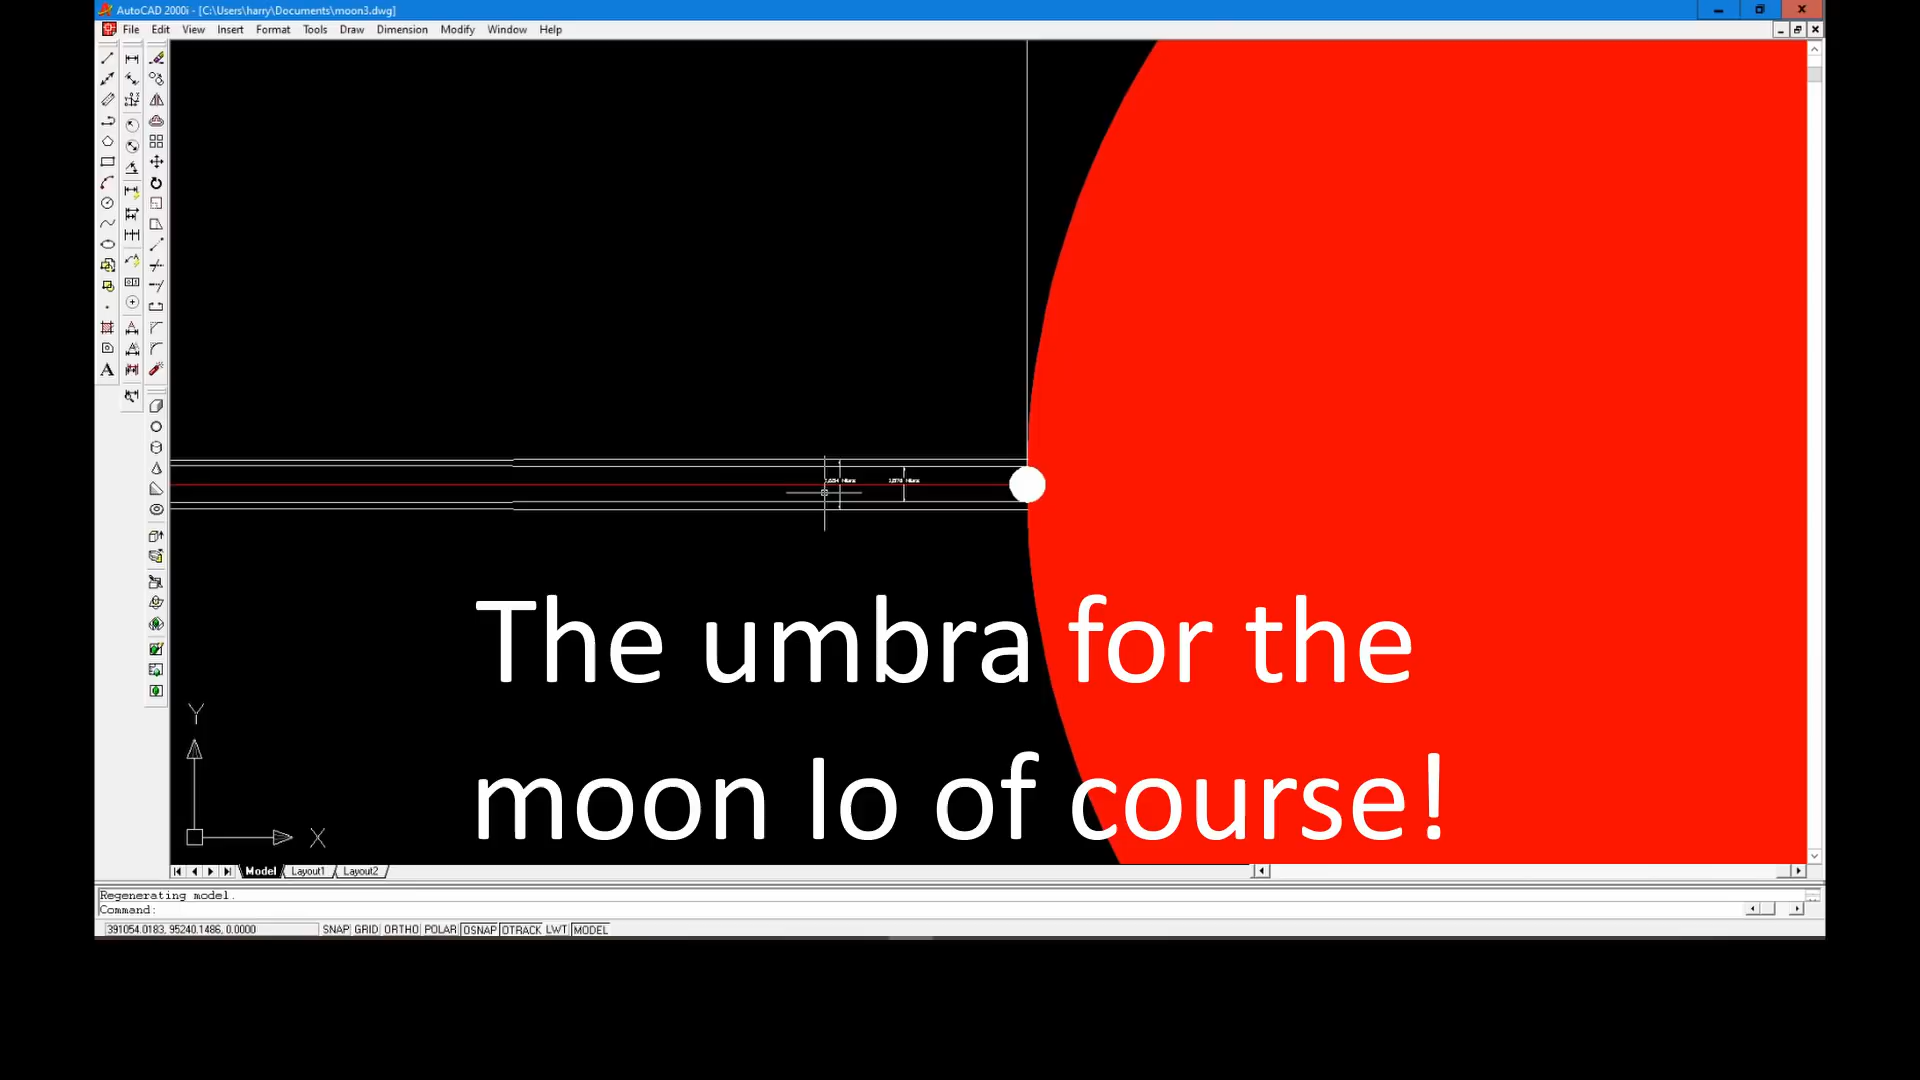 AutoCAD 2000i - [C:\Users\harry\Documents\moon3.dwg]
File Edit View Insert Format Tools Draw Dimension Modify Window Help
The umbra for the
moon Io of course!
Y
X
Model Layout1 Layout2
Regenerating model.
Command:
391054.0183, 95240.1486, 0.0000 SNAP GRID ORTHO POLAR OSNAP OTRACK LWT MODEL